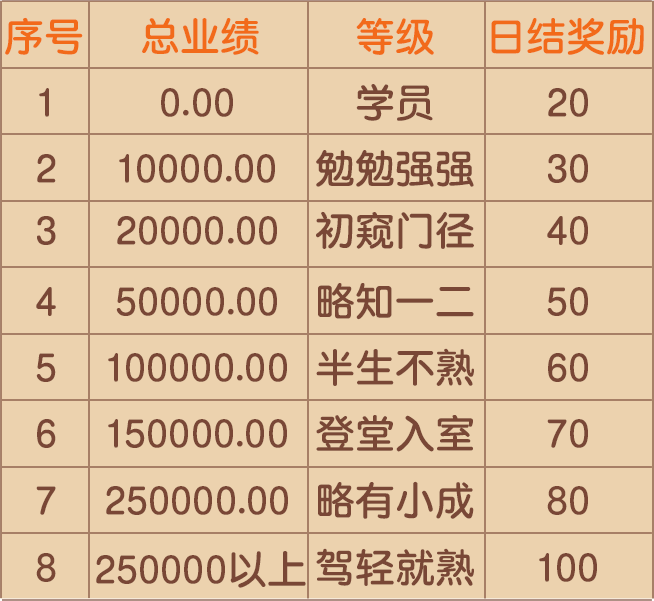 序号 总业绩 等级 日结奖励
1 0.00 学员 20
2 10000.00 勉勉强强 30
3 20000.00 初窥门径 40
4 50000.00 略知一二 50
5 100000.00 半生不熟 60
6 150000.00 登堂入室 70
7 250000.00 略有小成 80
8 250000以上 驾轻就熟 100